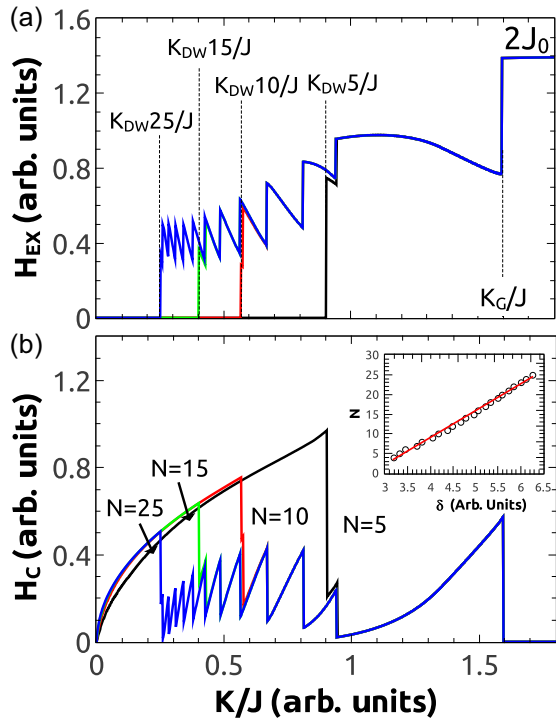 (a)
1.6
1.2
0.8
0.4
0
H_EX (arb. units)
K_DW15/J
K_DW10/J
K_DW5/J
K_DW25/J
2J_0
K_G/J
(b)
1.2
0.8
0.4
0
H_C (arb. units)
N=15
N=25
N=10
N=5
30
25
20
15
10
5
0
N
3 3.5 4 4.5 5 5.5 6 6.5
δ (Arb. Units)
0 0.5 1 1.5
K/J (arb. units)